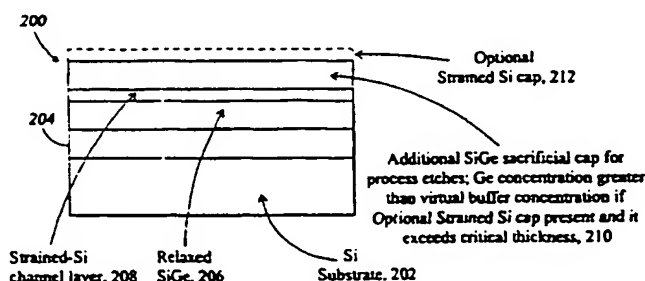 200
Optional
Strained Si cap, 212
204
Additional SiGe sacrificial cap for
process etches; Ge concentration greater
than virtual buffer concentration if
Optional Strained Si cap present and it
exceeds critical thickness, 210
Strained-Si
channel layer, 208
Relaxed
SiGe, 206
Si
Substrate, 202